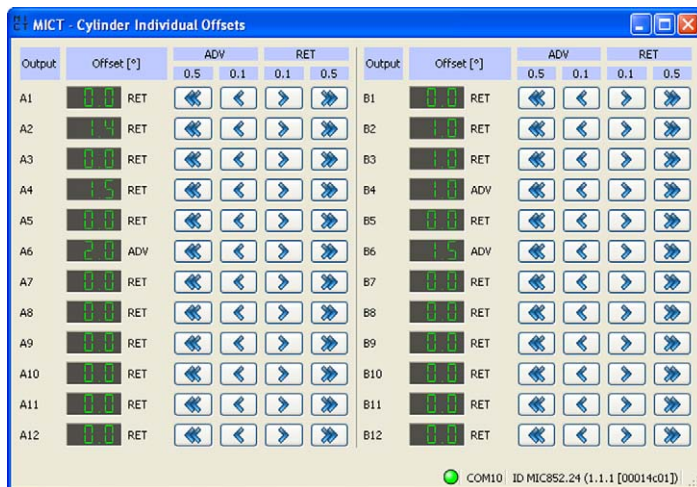 MICT MICT - Cylinder Individual Offsets
Output Offset [°] ADV RET Output Offset [°] ADV RET
0.5 0.1 0.1 0.5 0.5 0.1 0.1 0.5
A1 0.0 RET B1 0.0 RET
A2 1.4 RET B2 1.0 RET
A3 0.0 RET B3 1.0 RET
A4 1.5 RET B4 1.0 ADV
A5 0.0 RET B5 0.0 RET
A6 2.0 ADV B6 1.5 ADV
A7 0.0 RET B7 0.0 RET
A8 0.0 RET B8 0.0 RET
A9 0.0 RET B9 0.0 RET
A10 0.0 RET B10 0.0 RET
A11 0.0 RET B11 0.0 RET
A12 0.0 RET B12 0.0 RET
COM10 ID MIC852.24 (1.1.1 [00014c01])